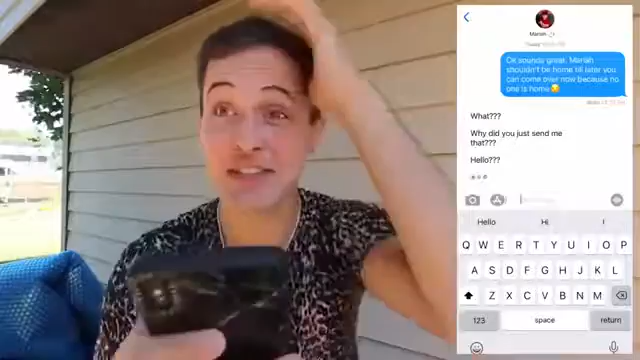 Mariah
Ok sounds great. Mariah
shouldn't be home till later you
can come over now because no
one is home😏
What???
Why did you just send me
that???
Hello???
Hello Hi I
Q W E R T Y U I O P
A S D F G H J K L
Z X C V B N M
123 space return